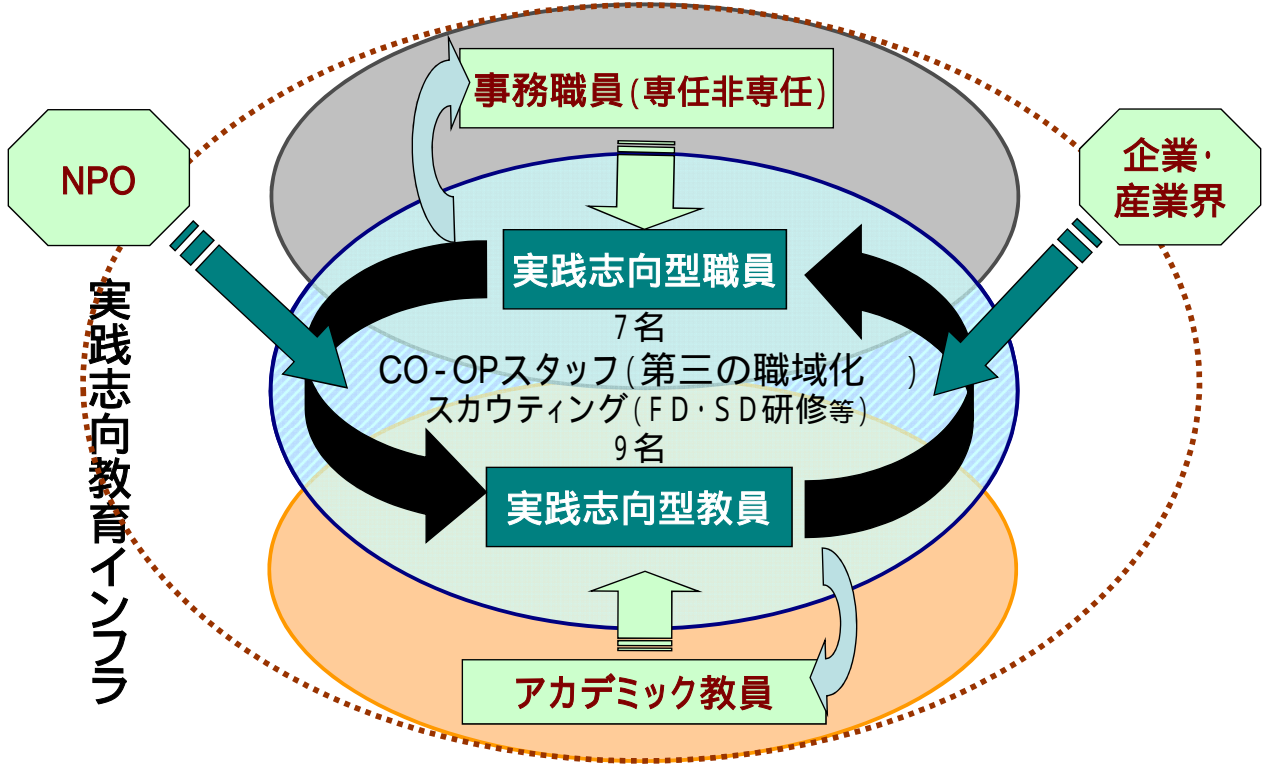 事務職員(専任非専任)
NPO
企業・
産業界
実践志向型職員
7名
CO-OPスタッフ(第三の職域化　)
スカウティング(FD・SD研修等)
9名
実践志向型教員
アカデミック教員
実践志向教育インフラ